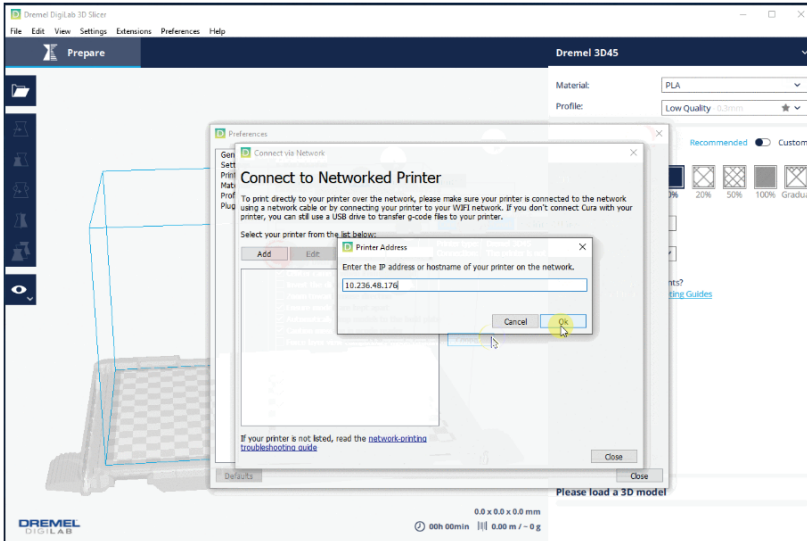 Dremel DigiLab 3D Slicer
File Edit View Settings Extensions Preferences Help
Prepare
Dremel 3D45
Material: PLA
Profile: Low Quality 0.3mm
Recommended Custom
20% 50% 100% Gradua
Preferences
Connect via Network
Connect to Networked Printer
To print directly to your printer over the network, please make sure your printer is connected to the network
using a network cable or by connecting your printer to your WIFI network. If you don't connect Cura with your
printer, you can still use a USB drive to transfer g-code files to your printer.
Select your printer from the list below:
Add Edit
Printer Address
Enter the IP address or hostname of your printer on the network.
10.236.48.176
Cancel Ok
nts?
ting Guides
If your printer is not listed, read the network-printing
troubleshooting guide
Close
Defaults Close
Please load a 3D model
0.0 x 0.0 x 0.0 mm
00h 00min 0.00 m / ~ 0 g
DREMEL
DIGILAB